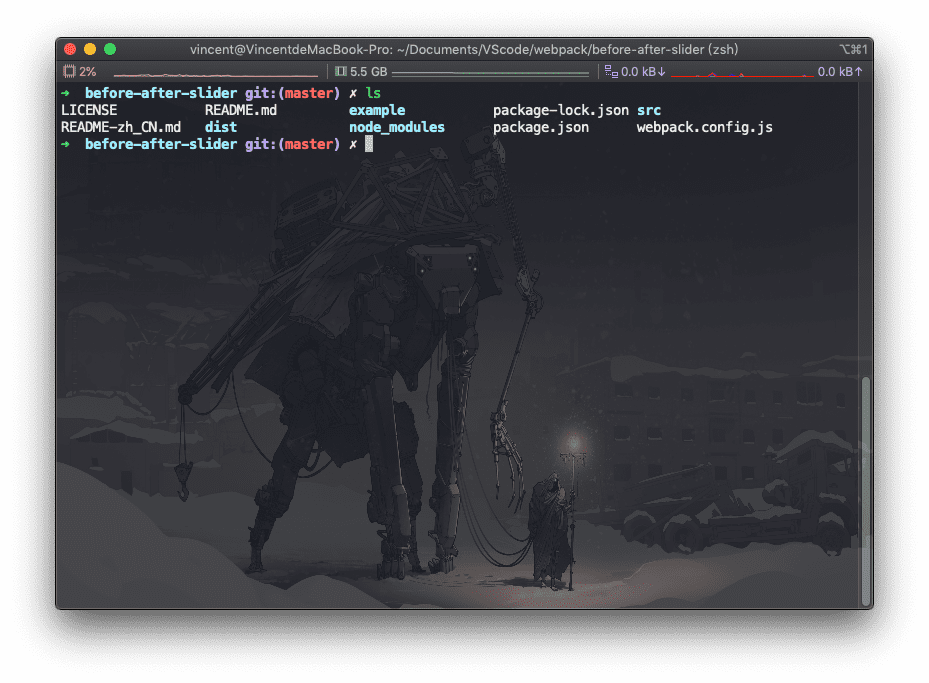 vincent@VincentdeMacBook-Pro: ~/Documents/VScode/webpack/before-after-slider (zsh) ⌥⌘1
2% 5.5 GB 0.0 kB↓ 0.0 kB↑
➜ before-after-slider git:(master) ✗ ls
LICENSE README.md example package-lock.json src
README-zh_CN.md dist node_modules package.json webpack.config.js
➜ before-after-slider git:(master) ✗